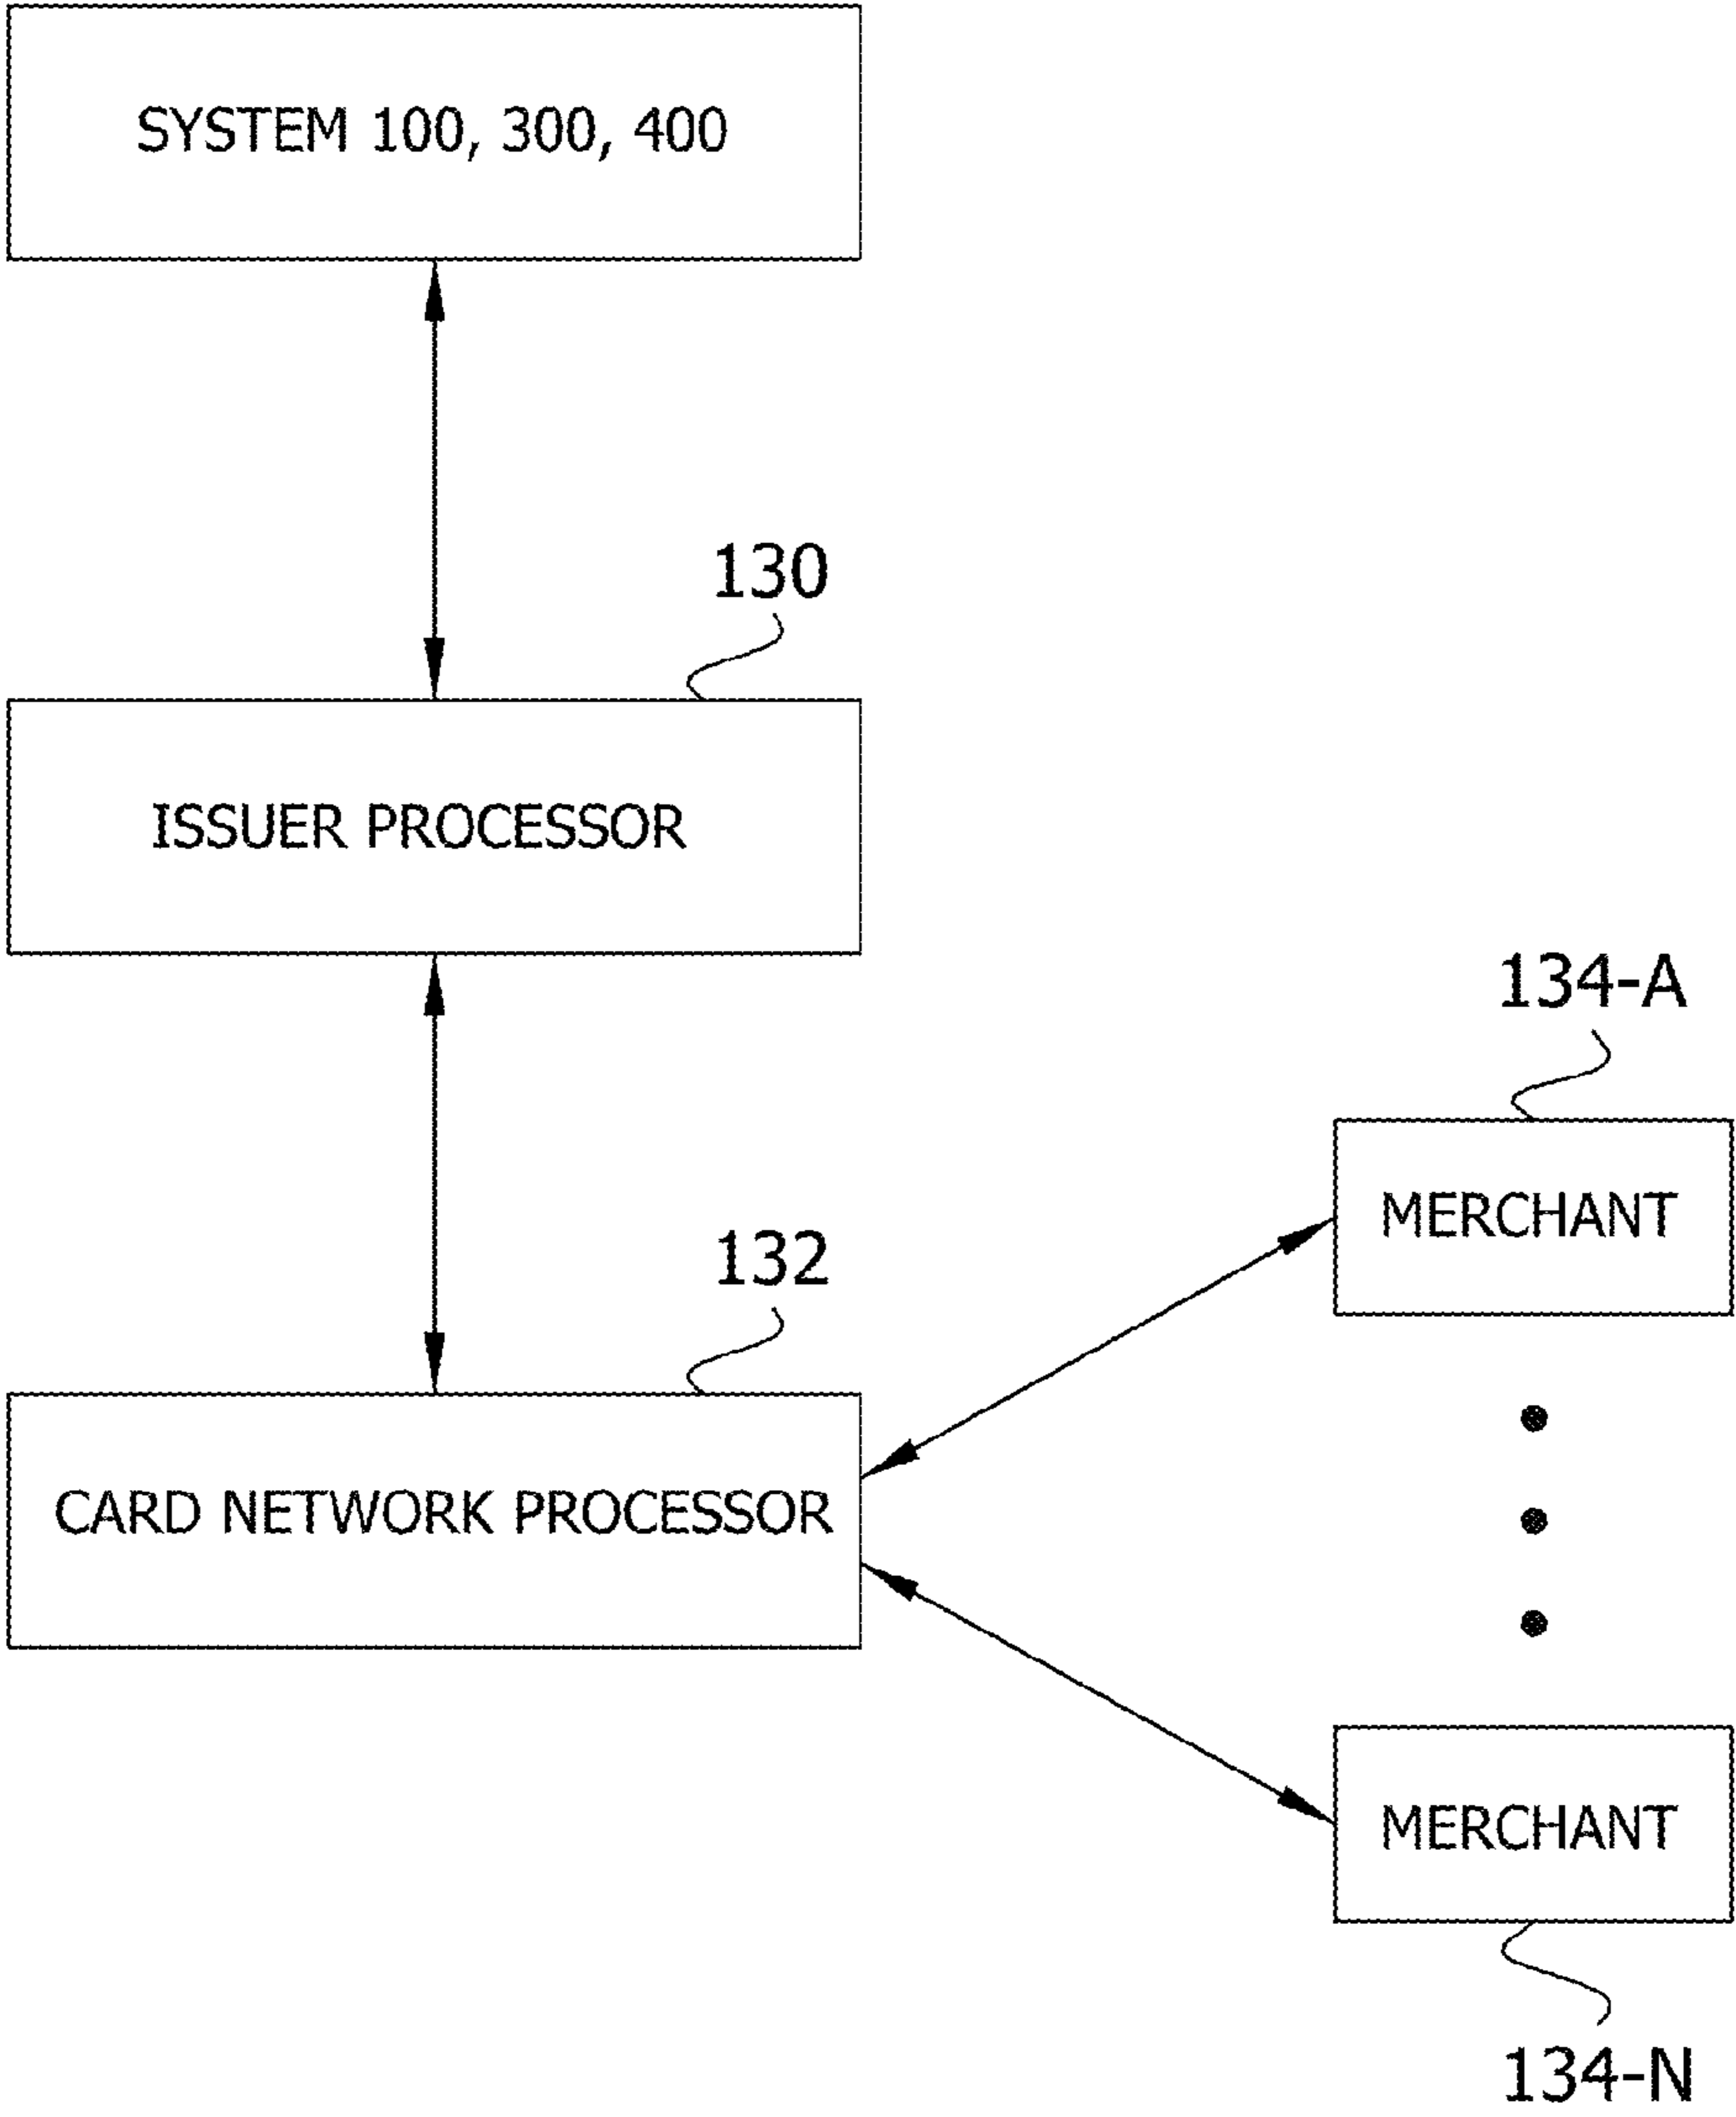 SYSTEM 100, 300, 400
130
ISSUER PROCESSOR
134-A
MERCHANT
132
CARD NETWORK PROCESSOR
MERCHANT
134-N